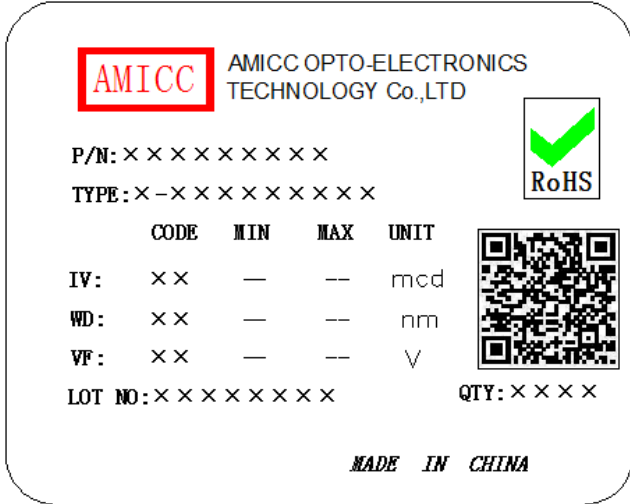 AMICC
AMICC OPTO-ELECTRONICS
TECHNOLOGY Co.,LTD
RoHS
P/N:×××××××××
TYPE:×-×××××××××
CODE MIN MAX UNIT
IV: ×× — -- mcd
WD: ×× — -- nm
VF: ×× — -- V
LOT NO:×××××××× QTY:××××
MADE IN CHINA